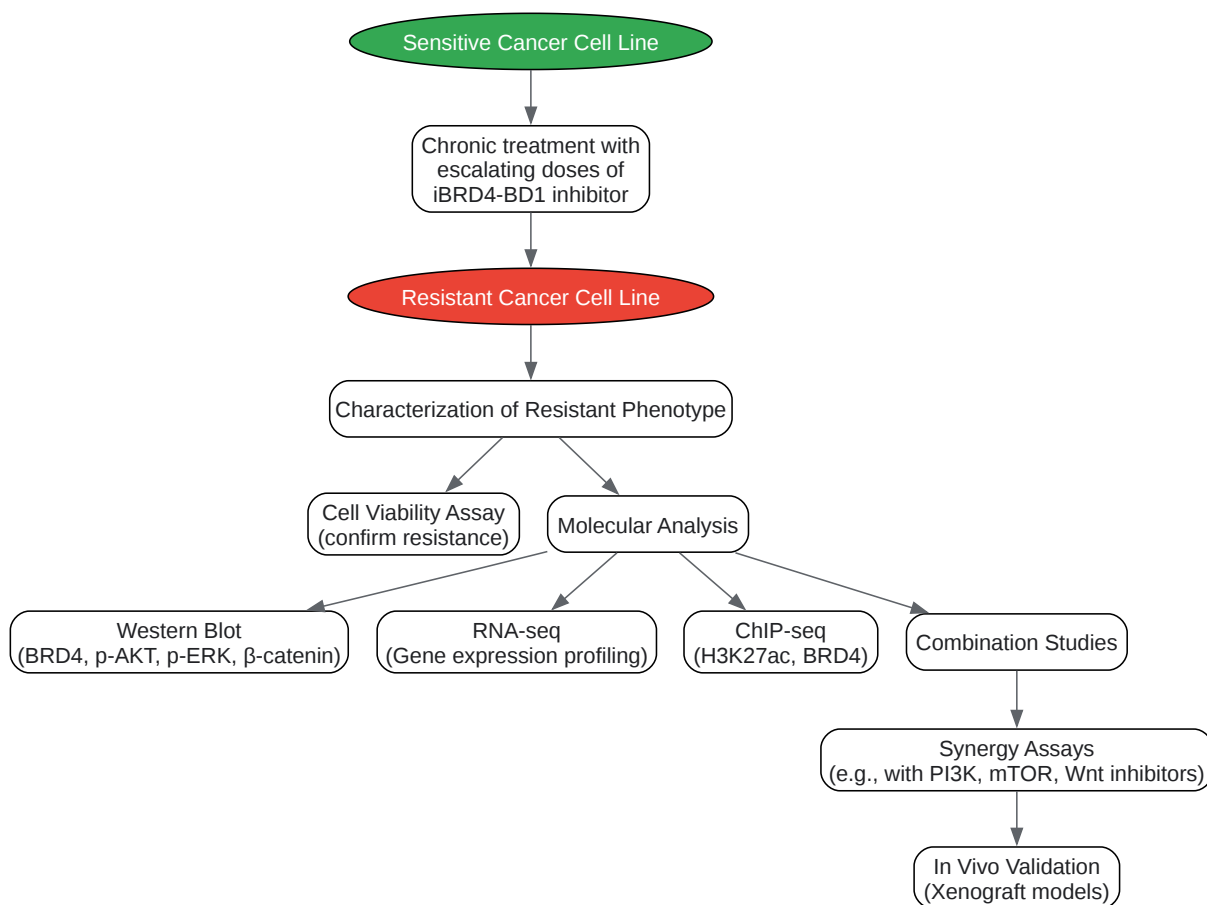 Sensitive Cancer Cell Line
Chronic treatment with
escalating doses of
iBRD4-BD1 inhibitor
Resistant Cancer Cell Line
Characterization of Resistant Phenotype
Cell Viability Assay
(confirm resistance)
Molecular Analysis
Western Blot
(BRD4, p-AKT, p-ERK, β-catenin)
RNA-seq
(Gene expression profiling)
ChIP-seq
(H3K27ac, BRD4)
Combination Studies
Synergy Assays
(e.g., with PI3K, mTOR, Wnt inhibitors)
In Vivo Validation
(Xenograft models)